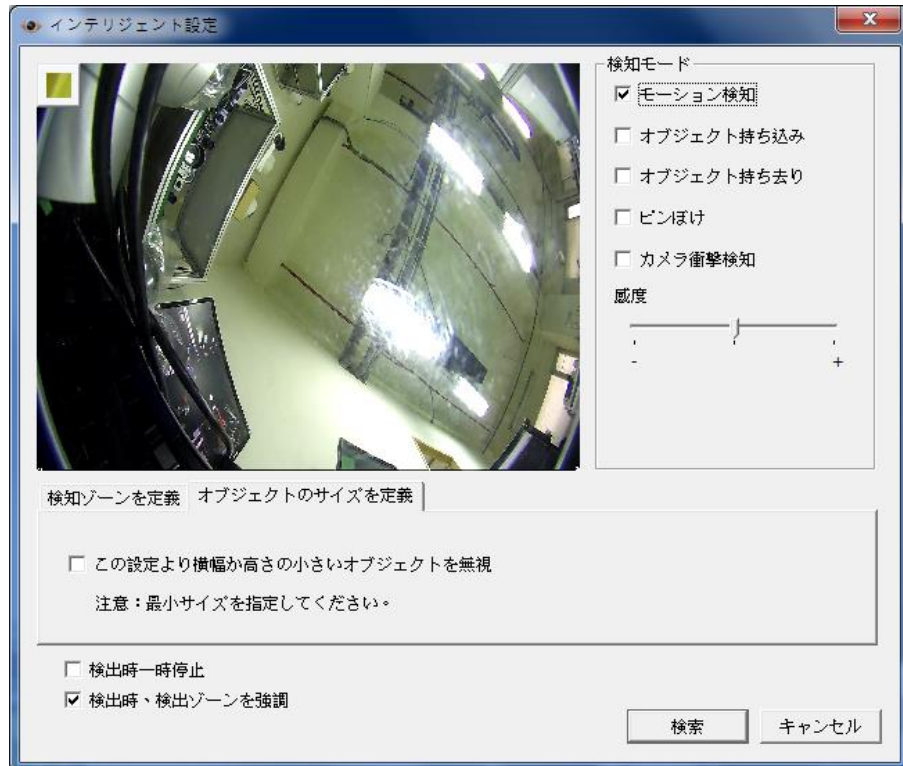 インテリジェント設定
検知モード
モーション検知
オブジェクト持ち込み
オブジェクト持ち去り
ピンぼけ
カメラ衝撃検知
感度
- +
検知ゾーンを定義 オブジェクトのサイズを定義
この設定より横幅か高さの小さいオブジェクトを無視
注意：最小サイズを指定してください。
検出時一時停止
検出時、検出ゾーンを強調
検索 キャンセル